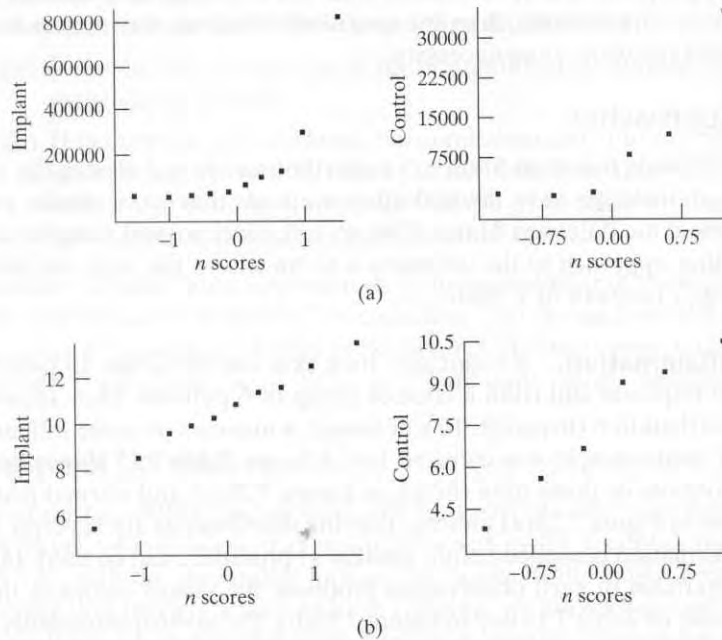 800000
600000
400000
200000
Implant
−1
0
1
n scores
30000
22500
15000
7500
Control
−0.75
0.00
0.75
n scores
(a)
12
10
8
6
Implant
−1
0
1
n scores
10.5
9.0
7.5
6.0
4.5
Control
−0.75
0.00
0.75
n scores
(b)